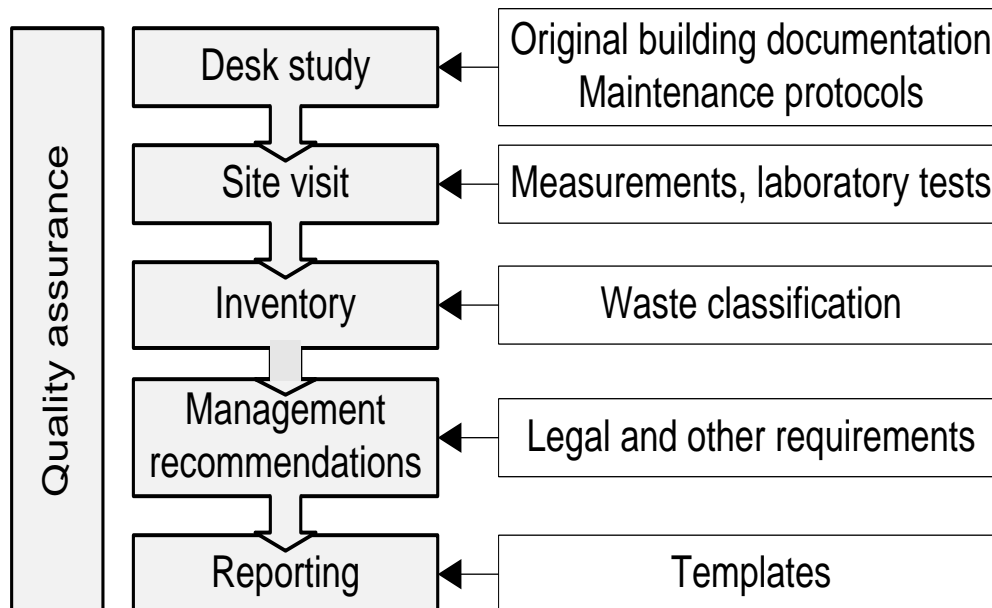 Quality assurance
Desk study
Original building documentation
Maintenance protocols
Site visit
Measurements, laboratory tests
Inventory
Waste classification
Management
recommendations
Legal and other requirements
Reporting
Templates